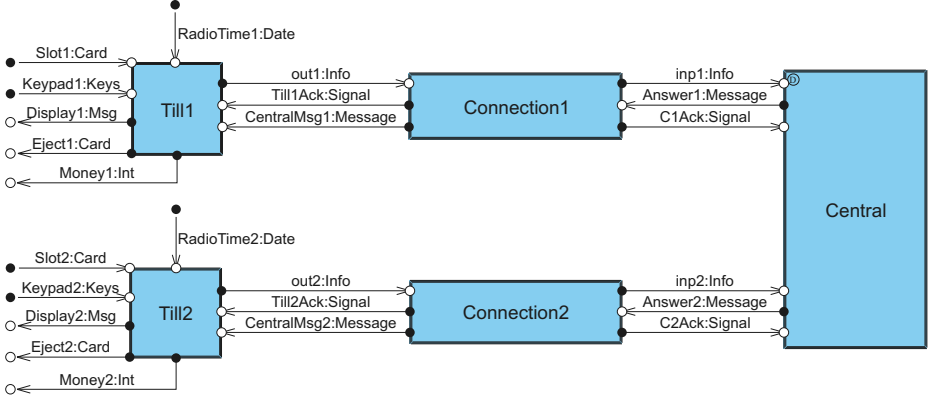 RadioTime1:Date
Slot1:Card
out1:Info
inp1:Info
D
Keypad1:Keys
Till1Ack:Signal
Answer1:Message
Till1
Connection1
Display1:Msg
CentralMsg1:Message
C1Ack:Signal
Eject1:Card
Money1:Int
Central
RadioTime2:Date
Slot2:Card
out2:Info
inp2:Info
Keypad2:Keys
Till2Ack:Signal
Answer2:Message
Till2
Connection2
Display2:Msg
CentralMsg2:Message
C2Ack:Signal
Eject2:Card
Money2:Int